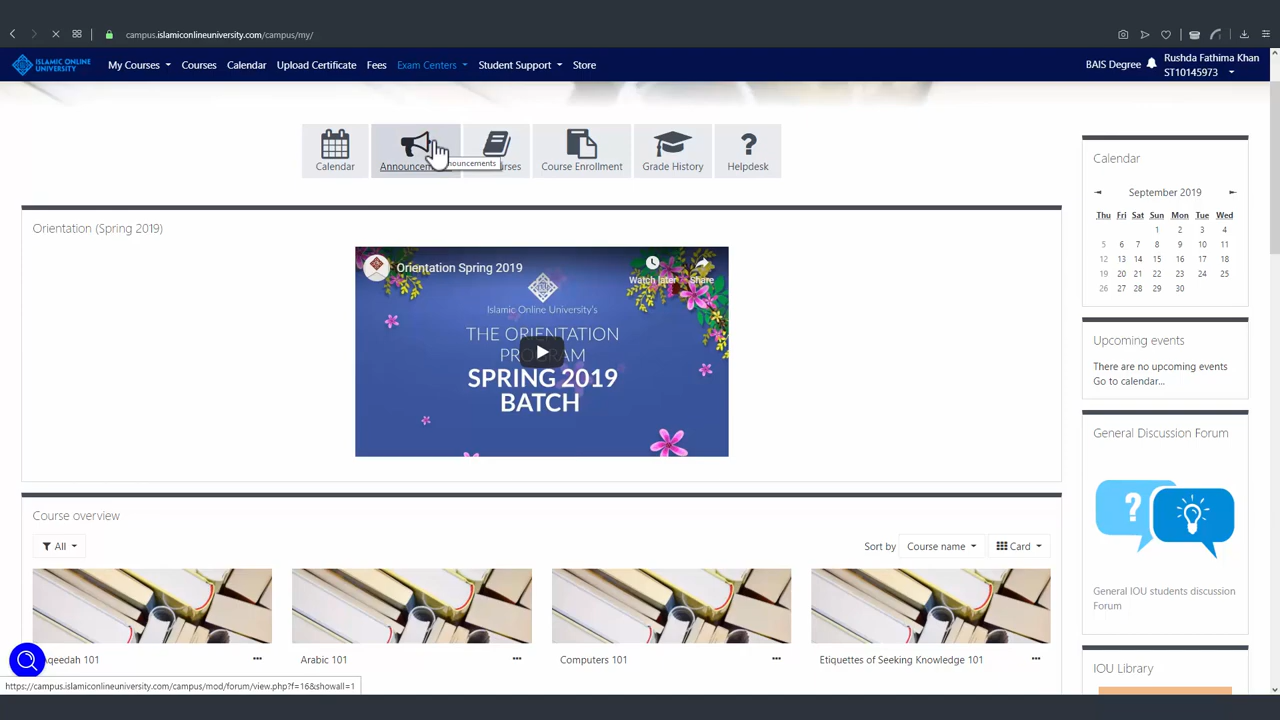 campus.islamiconlineuniversity.com/campus/my/
ISLAMIC ONLINE
UNIVERSITY
My Courses
Courses
Calendar
Upload Certificate
Fees
Exam Centers
Student Support
Store
BAIS Degree
Rushda Fathima Khan
ST10145973
Calendar
Course Enrollment
Grade History
Helpdesk
Orientation (Spring 2019)
Orientation Spring 2019
Watch later
Share
Islamic Online University's
THE ORIENTATION
PROGRAM
SPRING 2019
BATCH
Course overview
All
Sort by
Course name
Card
Aqeedah 101
Arabic 101
Computers 101
Etiquettes of Seeking Knowledge 101
https://campus.islamiconlineuniversity.com/campus/mod/forum/view.php?f=16&showall=1
Calendar
◄ September 2019 ►
Thu Fri Sat Sun Mon Tue Wed
1 2 3 4
5 6 7 8 9 10 11
12 13 14 15 16 17 18
19 20 21 22 23 24 25
26 27 28 29 30
Upcoming events
There are no upcoming events
Go to calendar...
General Discussion Forum
?
General IOU students discussion
Forum
IOU Library